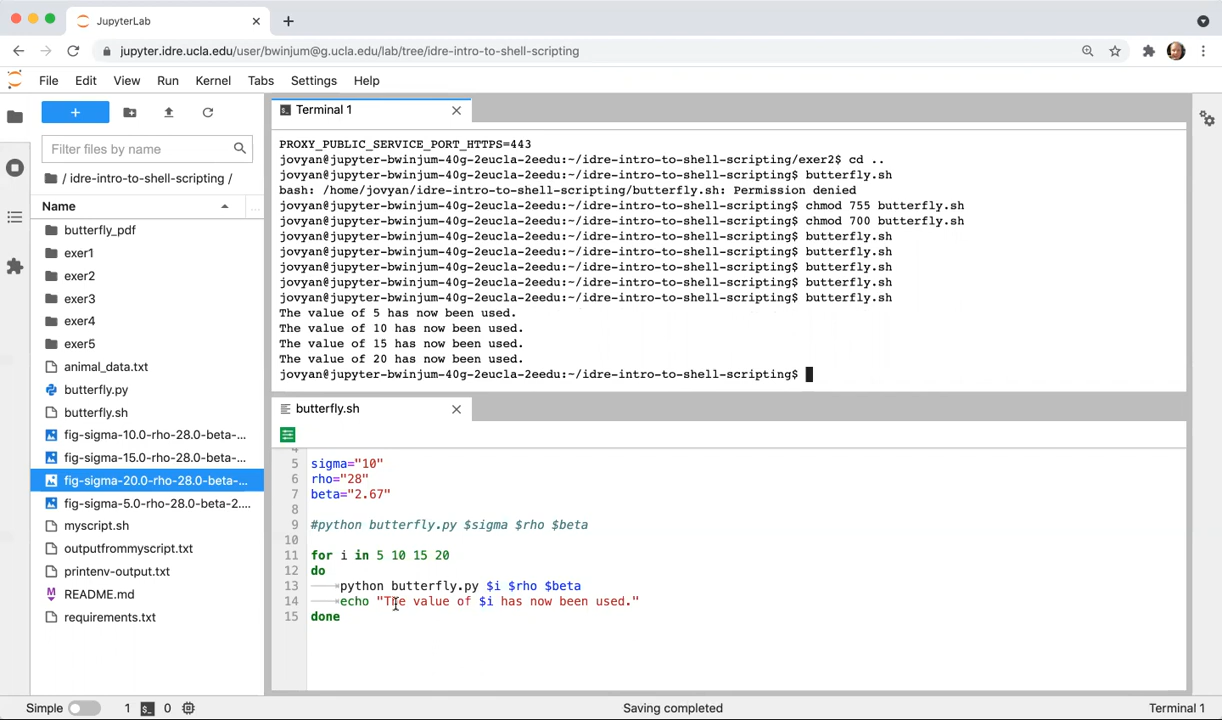 JupyterLab
jupyter.idre.ucla.edu/user/bwinjum@g.ucla.edu/lab/tree/idre-intro-to-shell-scripting
File Edit View Run Kernel Tabs Settings Help
+
Filter files by name
/ idre-intro-to-shell-scripting /
Name
butterfly_pdf
exer1
exer2
exer3
exer4
exer5
animal_data.txt
butterfly.py
butterfly.sh
fig-sigma-10.0-rho-28.0-beta-...
fig-sigma-15.0-rho-28.0-beta-...
fig-sigma-20.0-rho-28.0-beta-...
fig-sigma-5.0-rho-28.0-beta-2....
myscript.sh
outputfrommyscript.txt
printenv-output.txt
README.md
requirements.txt
Terminal 1
PROXY_PUBLIC_SERVICE_PORT_HTTPS=443
jovyan@jupyter-bwinjum-40g-2eucla-2eedu:~/idre-intro-to-shell-scripting/exer2$ cd ..
jovyan@jupyter-bwinjum-40g-2eucla-2eedu:~/idre-intro-to-shell-scripting$ butterfly.sh
bash: /home/jovyan/idre-intro-to-shell-scripting/butterfly.sh: Permission denied
jovyan@jupyter-bwinjum-40g-2eucla-2eedu:~/idre-intro-to-shell-scripting$ chmod 755 butterfly.sh
jovyan@jupyter-bwinjum-40g-2eucla-2eedu:~/idre-intro-to-shell-scripting$ chmod 700 butterfly.sh
jovyan@jupyter-bwinjum-40g-2eucla-2eedu:~/idre-intro-to-shell-scripting$ butterfly.sh
jovyan@jupyter-bwinjum-40g-2eucla-2eedu:~/idre-intro-to-shell-scripting$ butterfly.sh
jovyan@jupyter-bwinjum-40g-2eucla-2eedu:~/idre-intro-to-shell-scripting$ butterfly.sh
jovyan@jupyter-bwinjum-40g-2eucla-2eedu:~/idre-intro-to-shell-scripting$ butterfly.sh
jovyan@jupyter-bwinjum-40g-2eucla-2eedu:~/idre-intro-to-shell-scripting$ butterfly.sh
The value of 5 has now been used.
The value of 10 has now been used.
The value of 15 has now been used.
The value of 20 has now been used.
jovyan@jupyter-bwinjum-40g-2eucla-2eedu:~/idre-intro-to-shell-scripting$
butterfly.sh
4
5 sigma="10"
6 rho="28"
7 beta="2.67"
8
9 #python butterfly.py $sigma $rho $beta
10
11 for i in 5 10 15 20
12 do
13 python butterfly.py $i $rho $beta
14 echo "The value of $i has now been used."
15 done
Simple 1 0 Saving completed Terminal 1